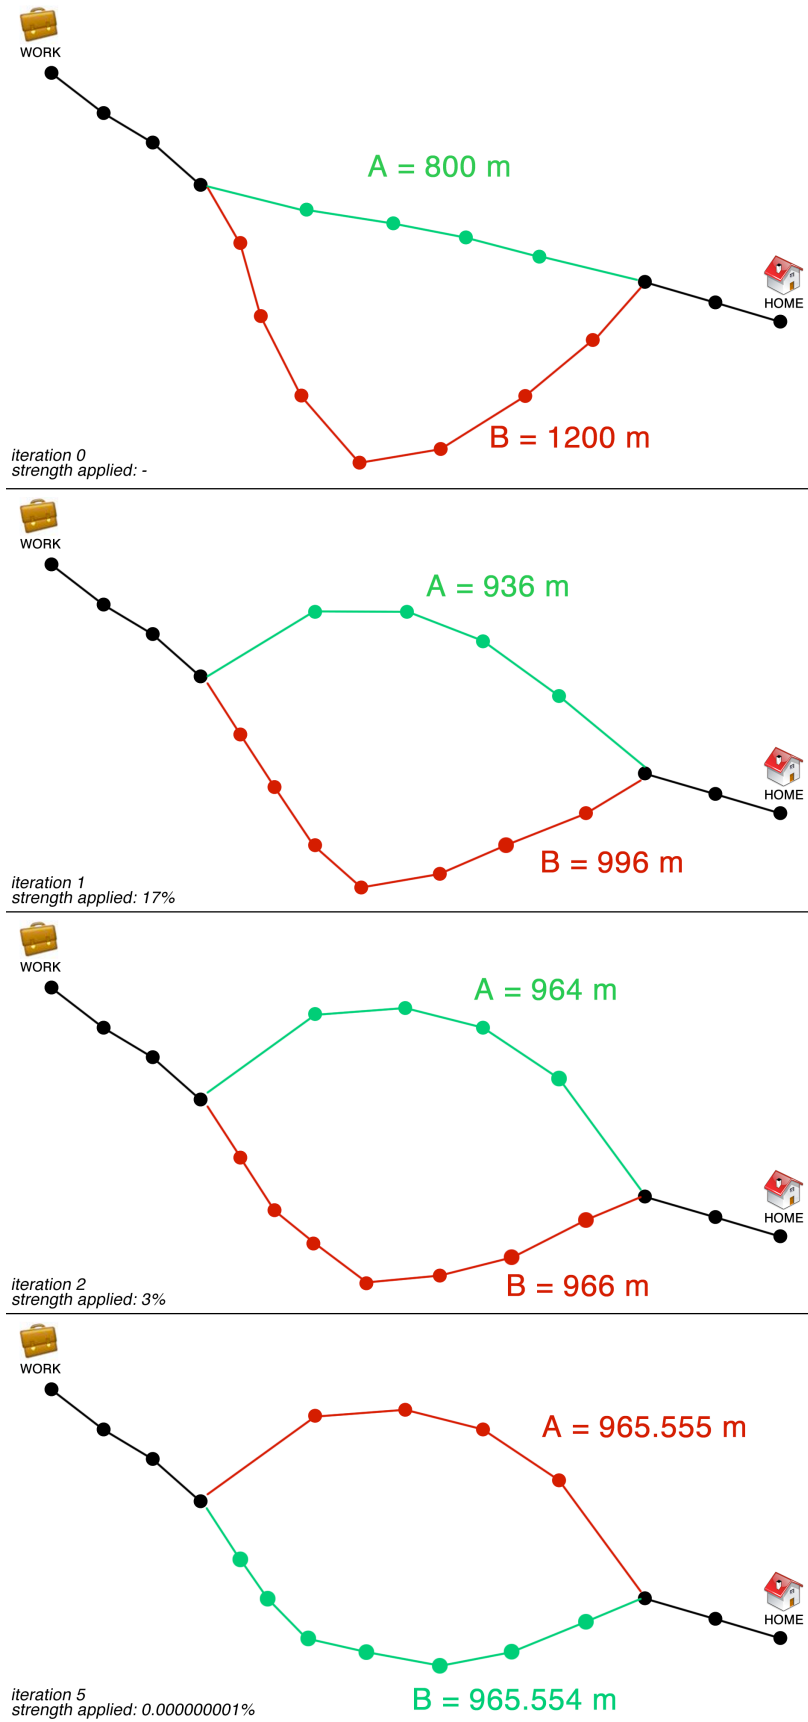 WORK
A = 800 m
HOME
B = 1200 m
iteration 0
strength applied: -
WORK
A = 936 m
HOME
B = 996 m
iteration 1
strength applied: 17%
WORK
A = 964 m
HOME
B = 966 m
iteration 2
strength applied: 3%
WORK
A = 965.555 m
HOME
B = 965.554 m
iteration 5
strength applied: 0.000000001%